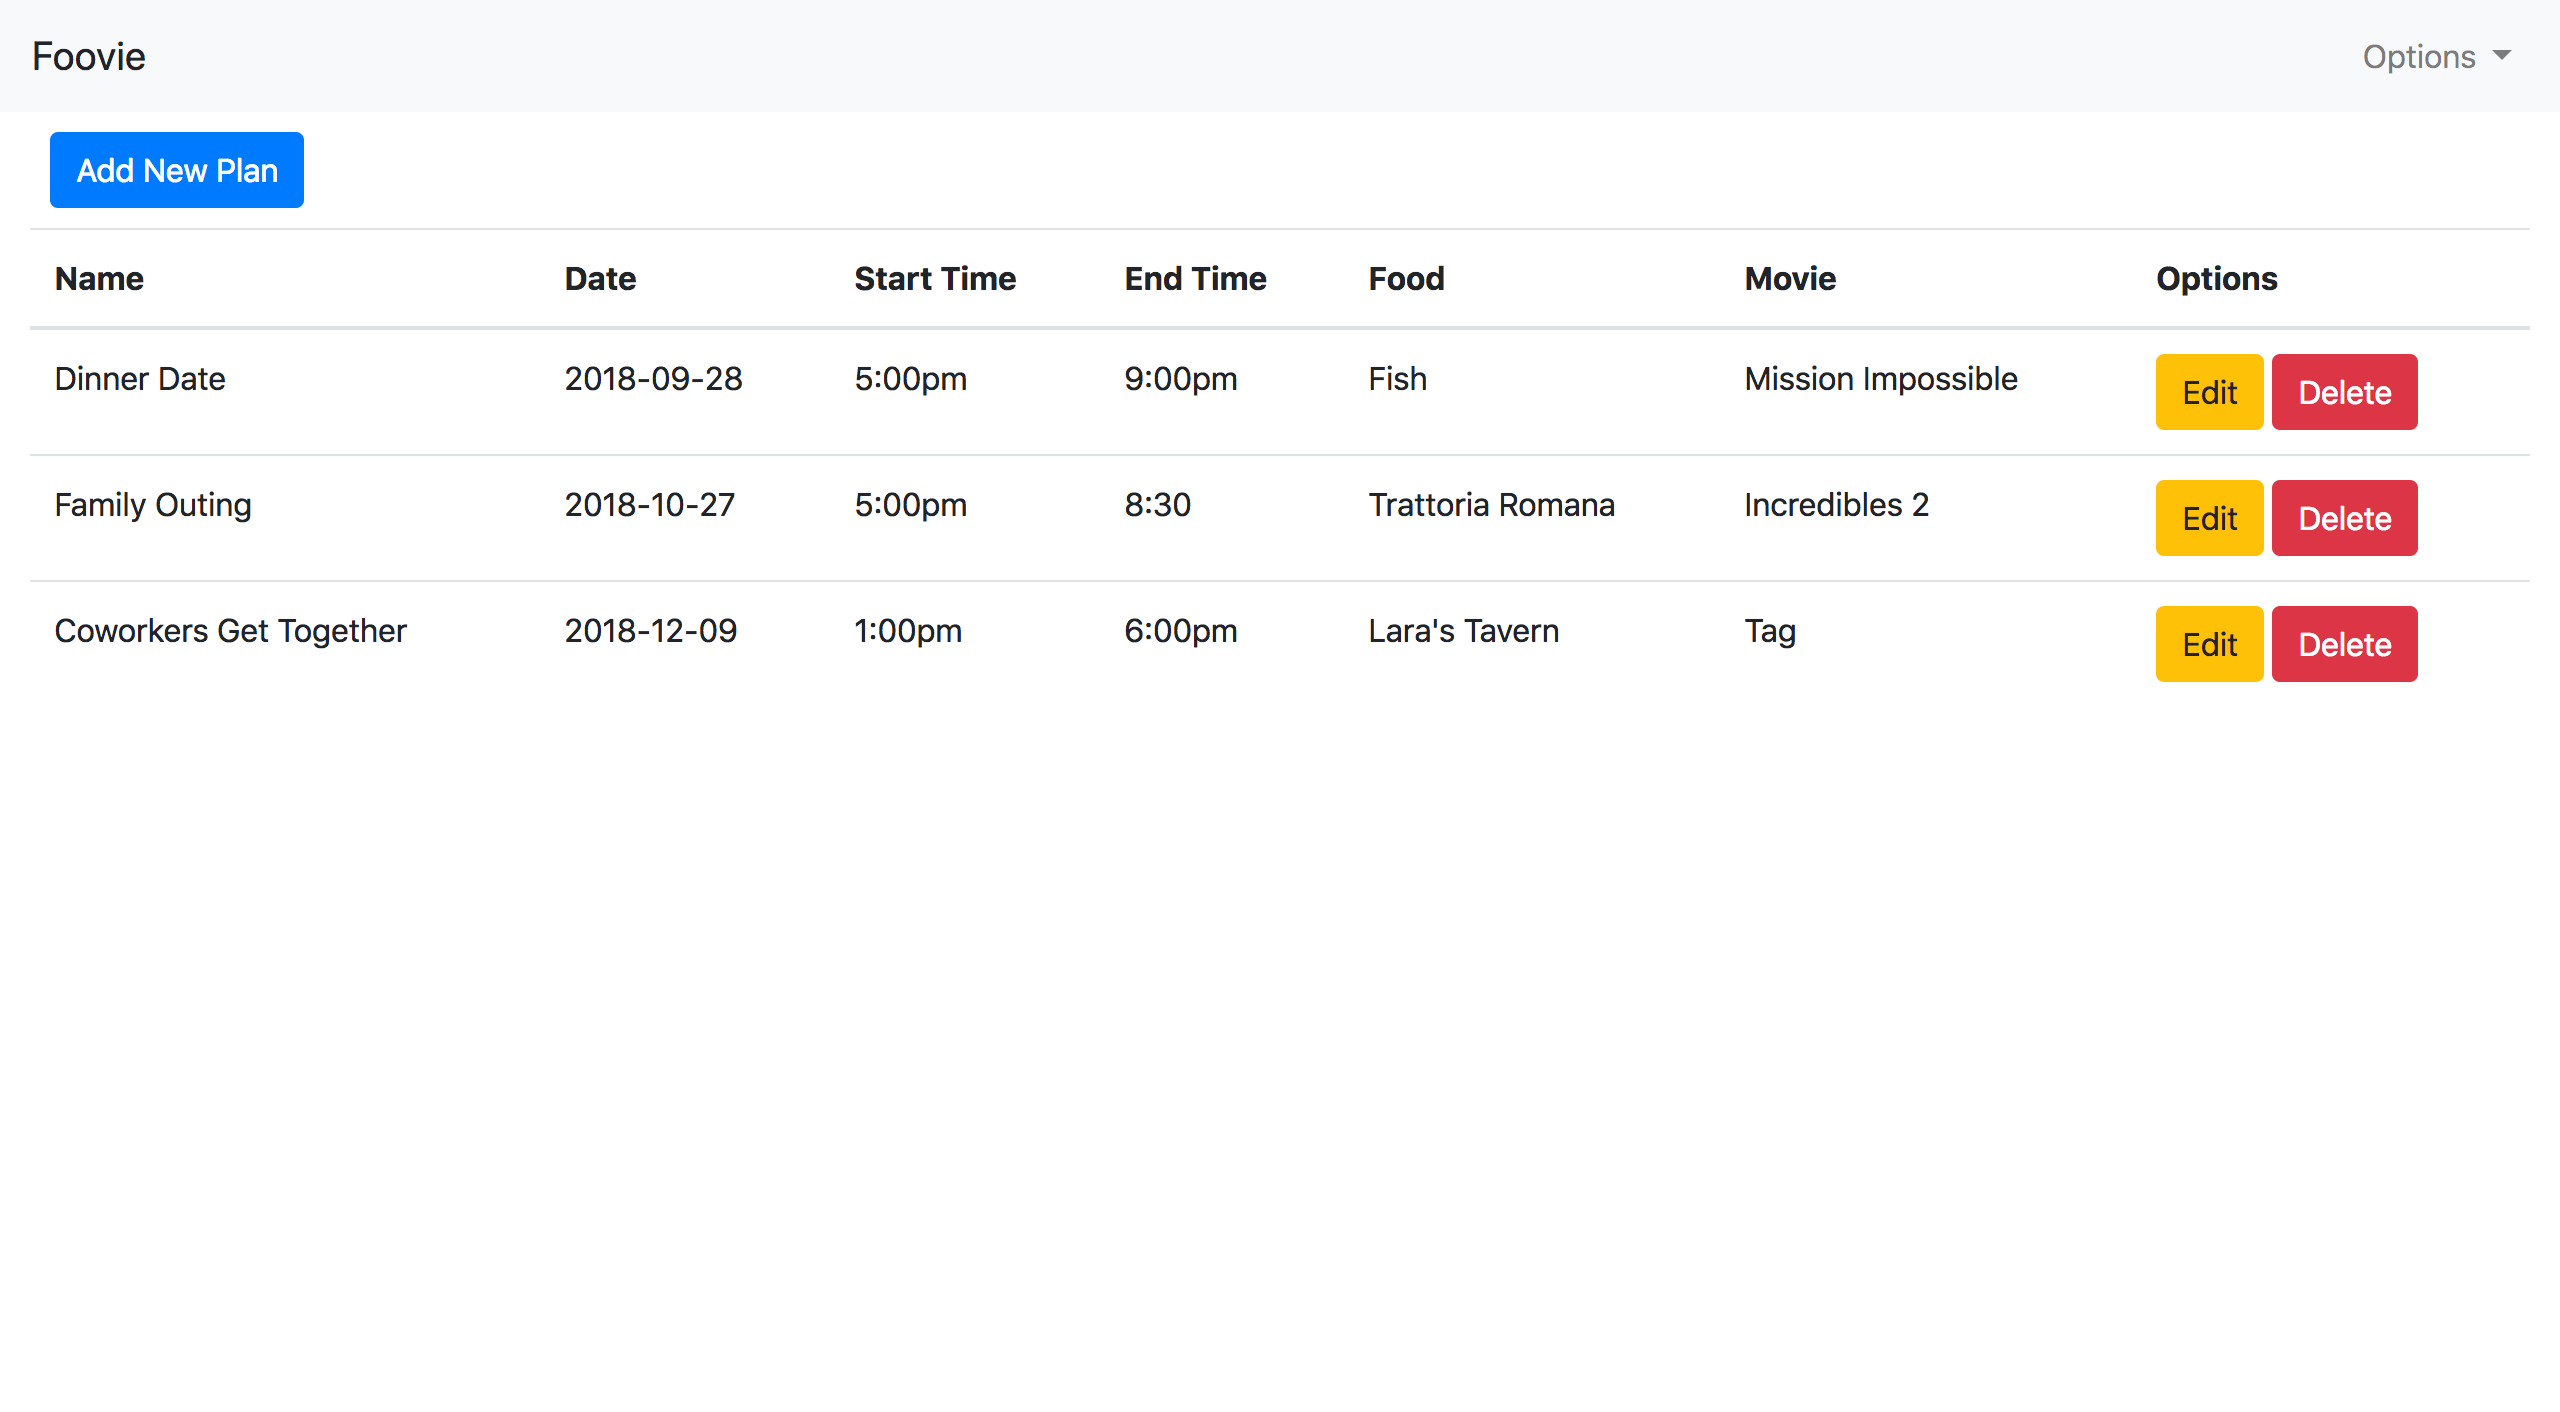 Foovie Options
Add New Plan
Name Date Start Time End Time Food Movie Options
Dinner Date 2018-09-28 5:00pm 9:00pm Fish Mission Impossible Edit Delete
Family Outing 2018-10-27 5:00pm 8:30 Trattoria Romana Incredibles 2 Edit Delete
Coworkers Get Together 2018-12-09 1:00pm 6:00pm Lara's Tavern Tag Edit Delete